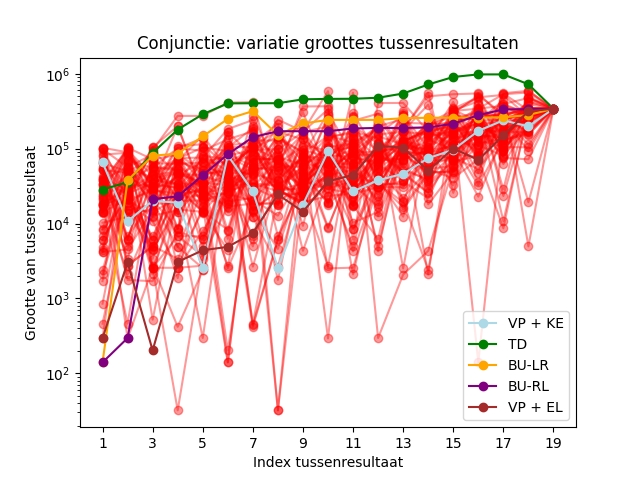 Conjunctie: variatie groottes tussenresultaten
Grootte van tussenresultaat
10^6
10^5
10^4
10^3
10^2
1 3 5 7 9 11 13 15 17 19
Index tussenresultaat
VP + KE
TD
BU-LR
BU-RL
VP + EL